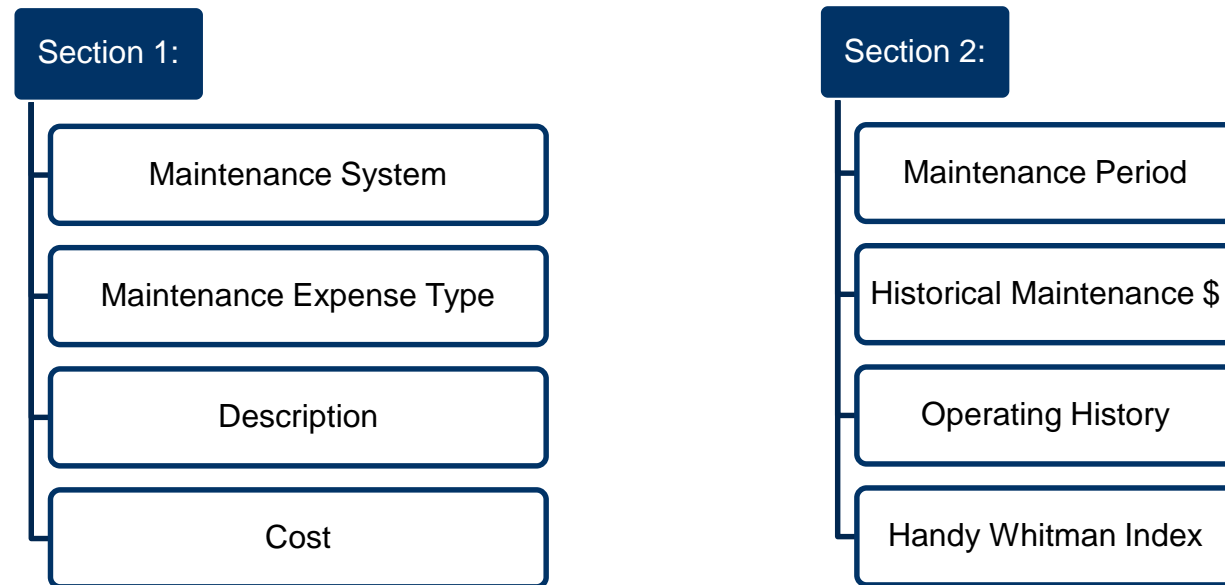 Section 1:
Maintenance System
Maintenance Expense Type
Description
Cost
Section 2:
Maintenance Period
Historical Maintenance $
Operating History
Handy Whitman Index